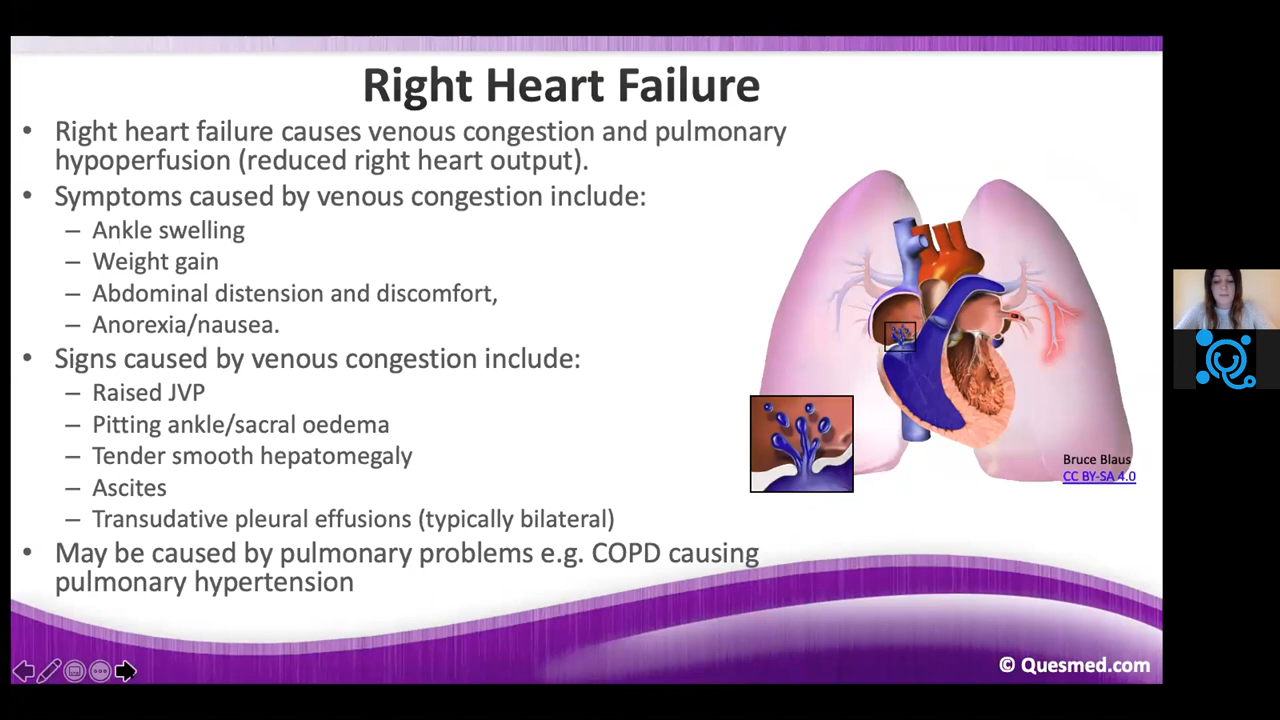 Right Heart Failure
• Right heart failure causes venous congestion and pulmonary
hypoperfusion (reduced right heart output).
• Symptoms caused by venous congestion include:
– Ankle swelling
– Weight gain
– Abdominal distension and discomfort,
– Anorexia/nausea.
• Signs caused by venous congestion include:
– Raised JVP
– Pitting ankle/sacral oedema
– Tender smooth hepatomegaly
– Ascites
– Transudative pleural effusions (typically bilateral)
• May be caused by pulmonary problems e.g. COPD causing
pulmonary hypertension
Bruce Blaus
CC BY-SA 4.0
© Quesmed.com